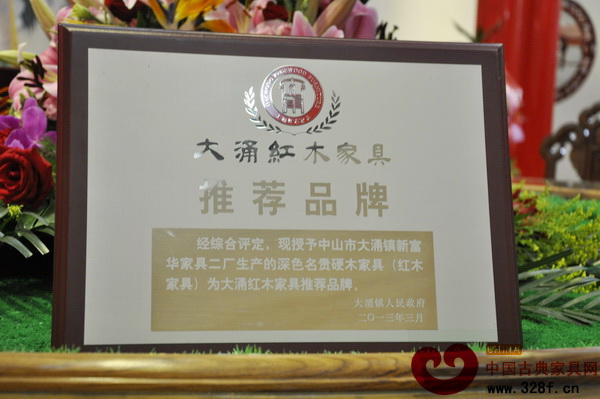 大涌紅木家具
推荐品牌
经综合评定，现授予中山市大涌镇新富
华家具二厂生产的深色名贵硬木家具（红木
家具）为大涌红木家具推荐品牌。
大涌镇人民政府
二〇一三年三月
中国古典家具网
www.328f.cn